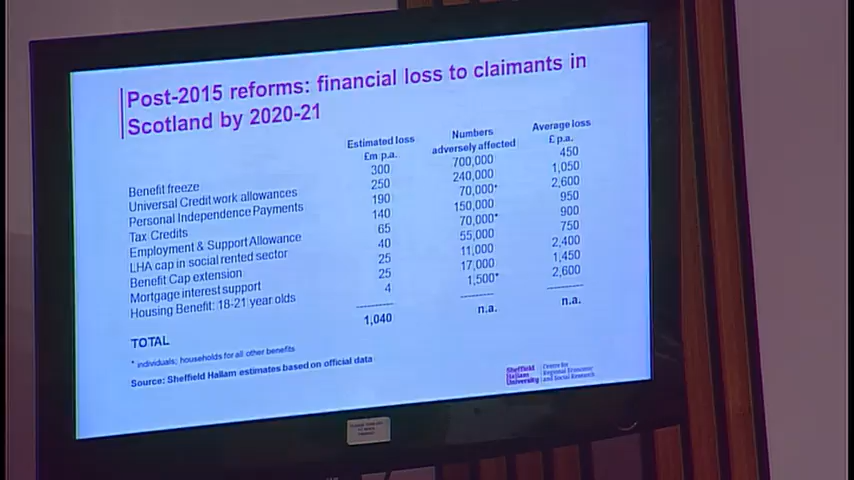 Post-2015 reforms: financial loss to claimants in
Scotland by 2020-21
Estimated loss Numbers Average loss
£m p.a. adversely affected £ p.a.
Benefit freeze 300 700,000 450
Universal Credit work allowances 250 240,000 1,050
Personal Independence Payments 190 70,000* 2,600
Tax Credits 140 150,000 950
Employment & Support Allowance 65 70,000* 900
LHA cap in social rented sector 40 55,000 750
Benefit Cap extension 25 11,000 2,400
Mortgage interest support 25 17,000 1,450
Housing Benefit: 18-21 year olds 4 1,500* 2,600
TOTAL 1,040 n.a. n.a.
* individuals; households for all other benefits
Source: Sheffield Hallam estimates based on official data
Sheffield Hallam University
Centre for Regional Economic and Social Research